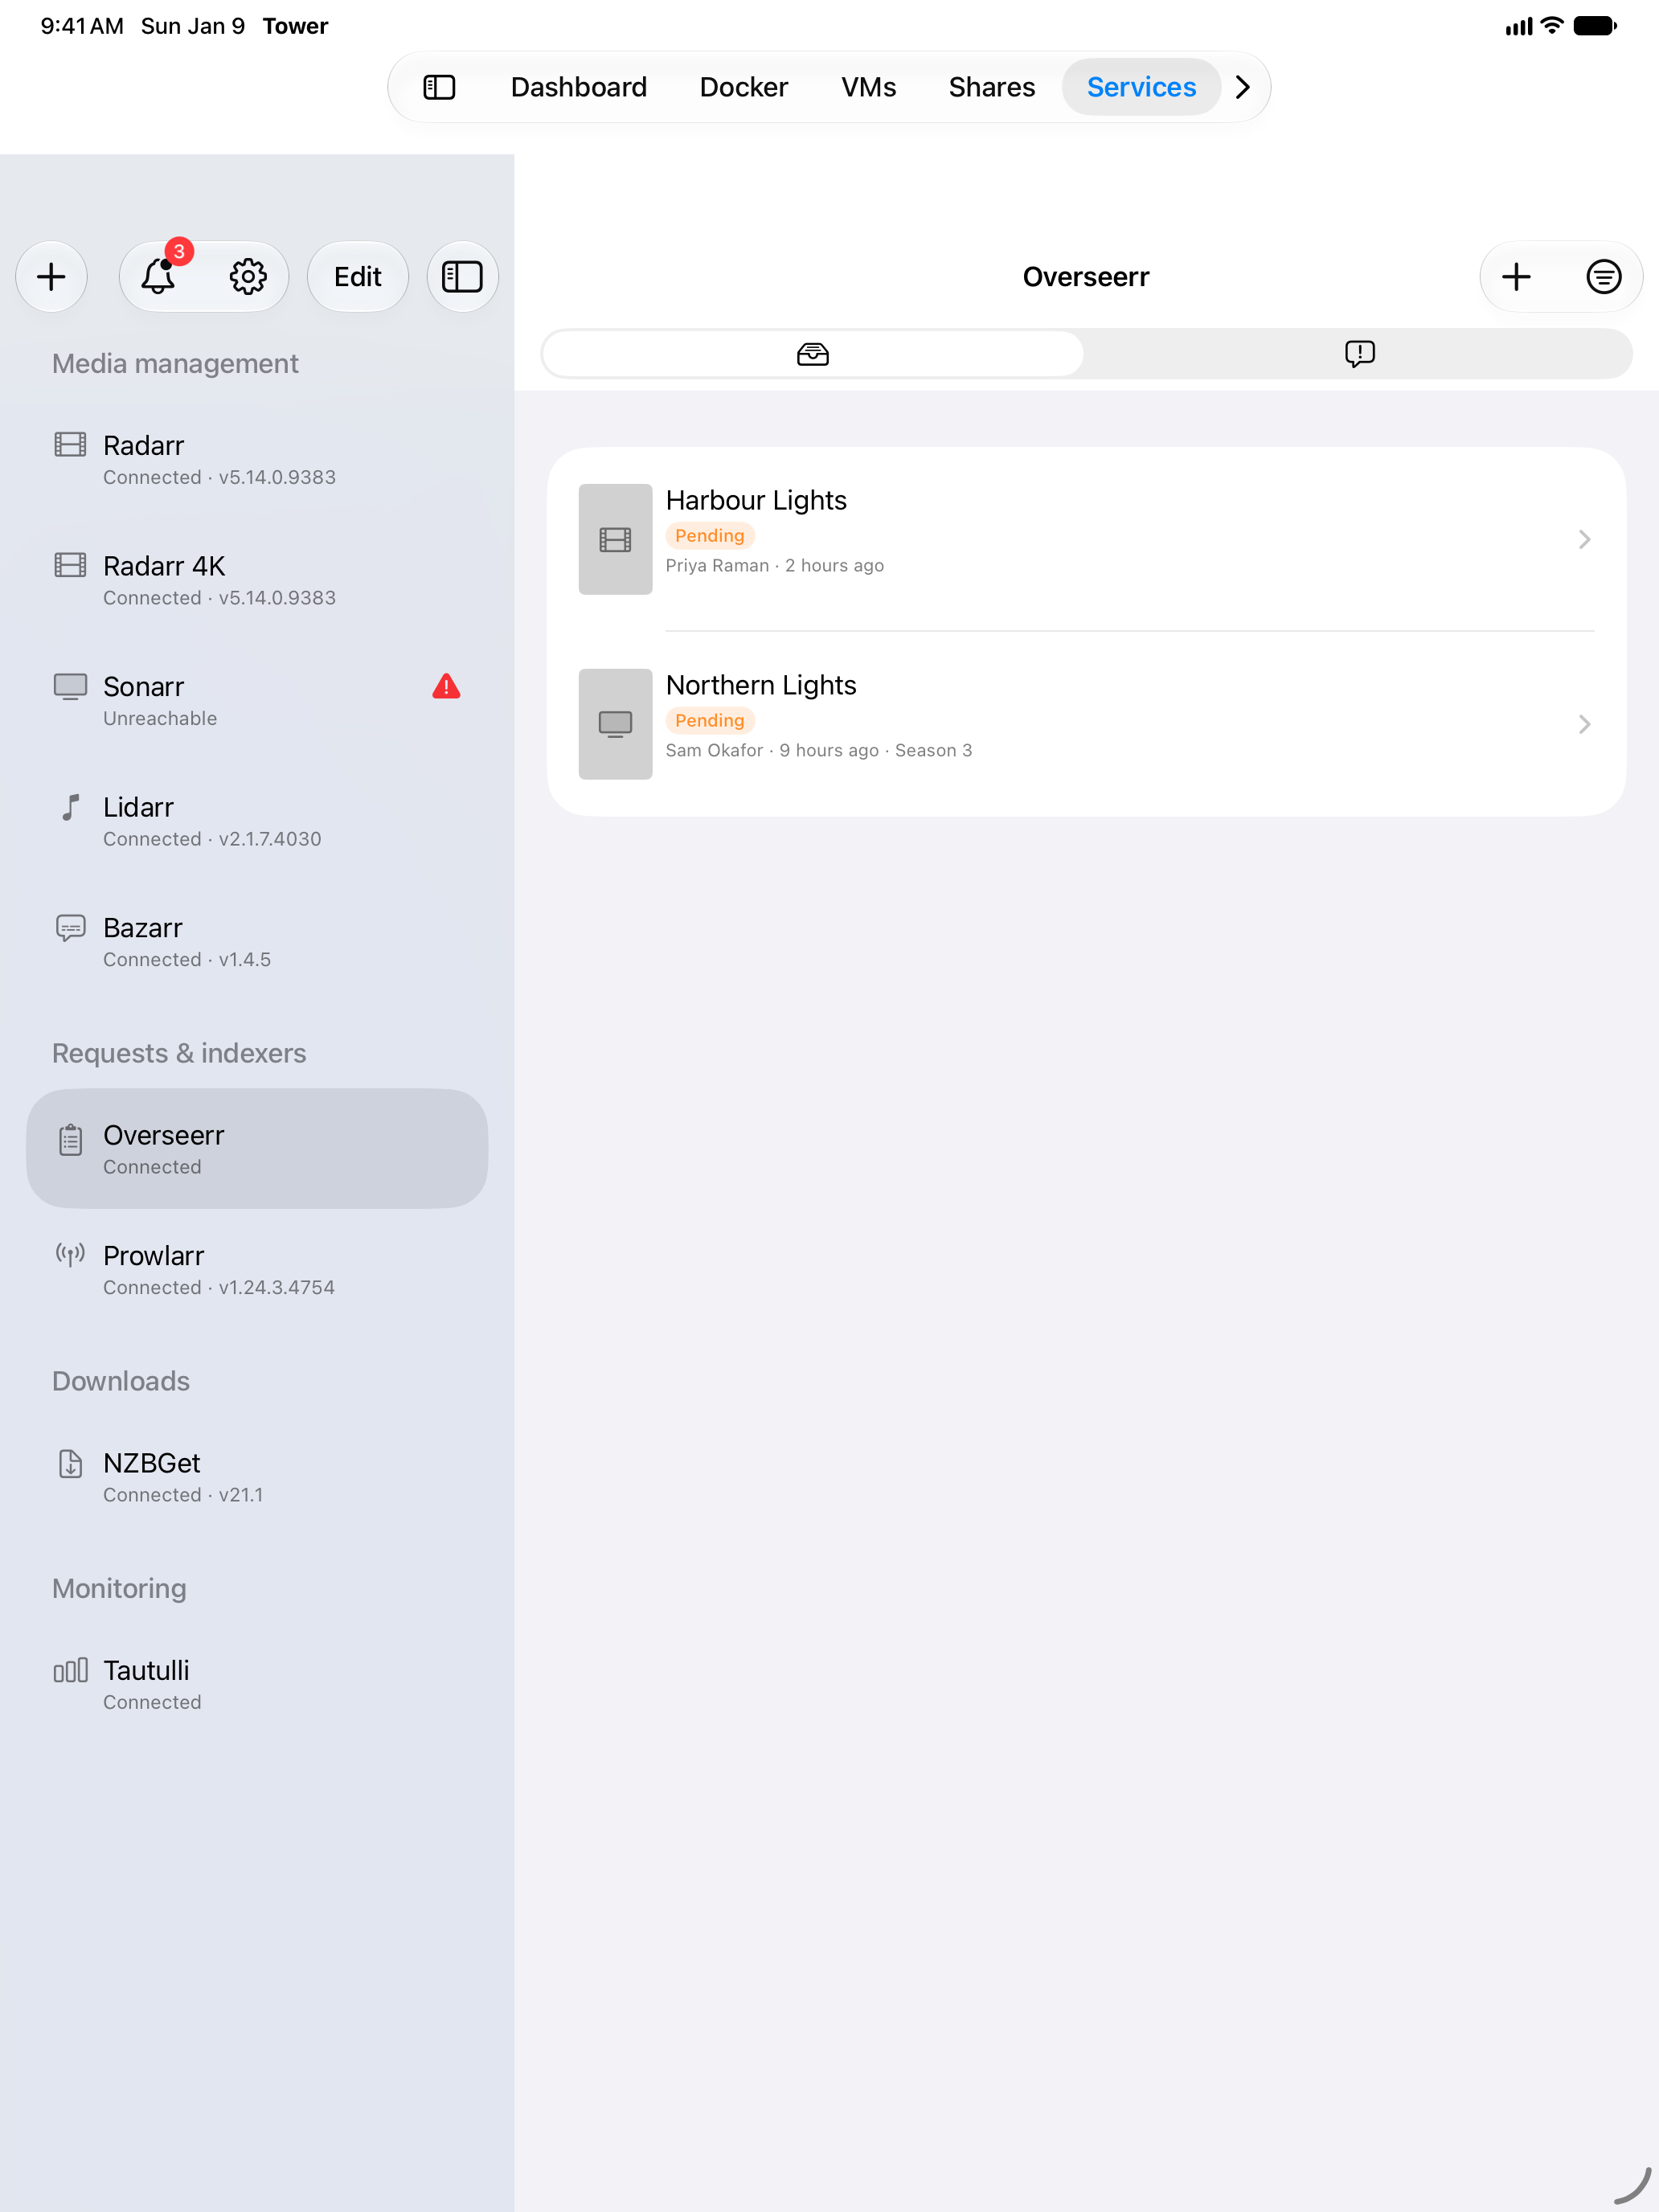 9:41 AM Sun Jan 9 Tower
Dashboard Docker VMs Shares Services
3
Edit
Overseerr
Media management
Radarr
Connected · v5.14.0.9383
Radarr 4K
Connected · v5.14.0.9383
Sonarr
Unreachable
Lidarr
Connected · v2.1.7.4030
Bazarr
Connected · v1.4.5
Requests & indexers
Overseerr
Connected
Prowlarr
Connected · v1.24.3.4754
Downloads
NZBGet
Connected · v21.1
Monitoring
Tautulli
Connected
Harbour Lights
Pending
Priya Raman · 2 hours ago
Northern Lights
Pending
Sam Okafor · 9 hours ago · Season 3